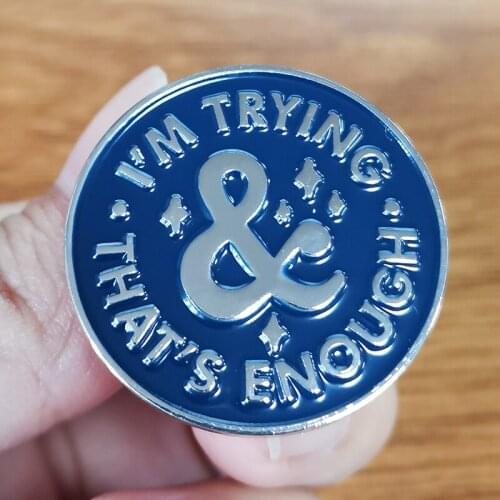 I'M TRYING
&
THAT'S ENOUGH